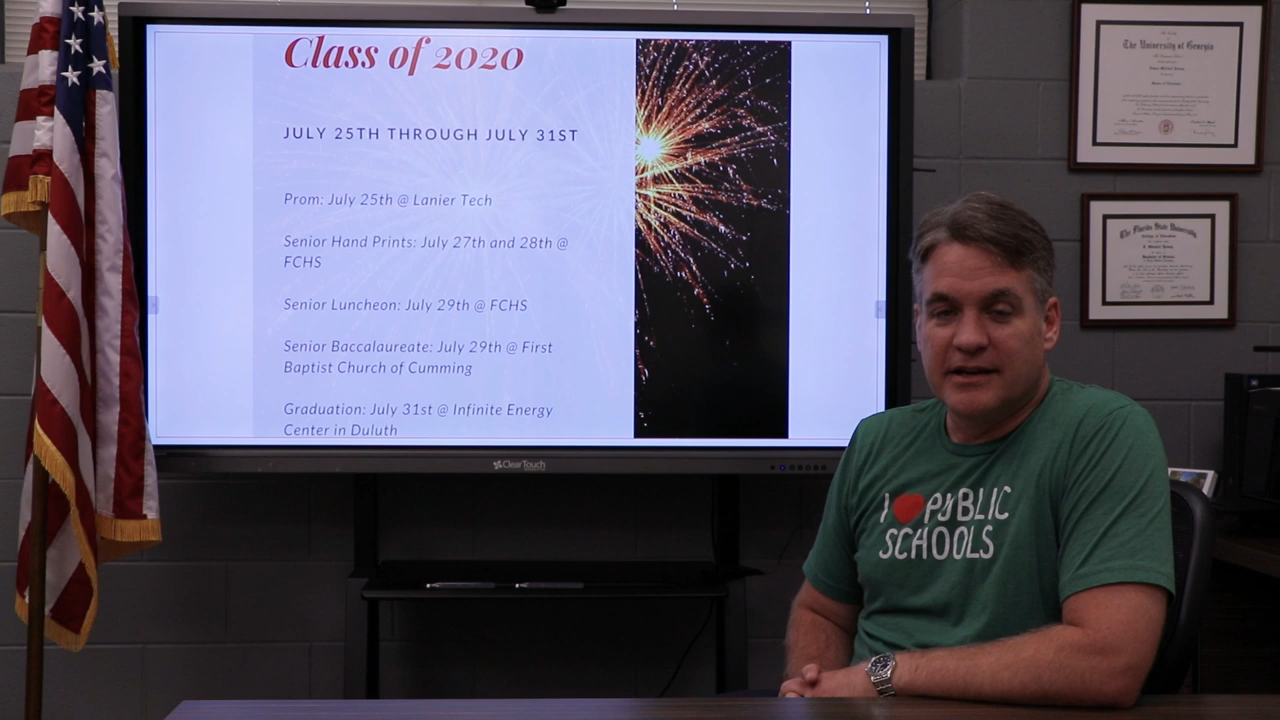 Class of 2020
JULY 25TH THROUGH JULY 31ST
Prom: July 25th @ Lanier Tech
Senior Hand Prints: July 27th and 28th @
FCHS
Senior Luncheon: July 29th @ FCHS
Senior Baccalaureate: July 29th @ First
Baptist Church of Cumming
Graduation: July 31st @ Infinite Energy
Center in Duluth
ClearTouch
The University of Georgia
The Florida State University
I PUBLIC
SCHOOLS